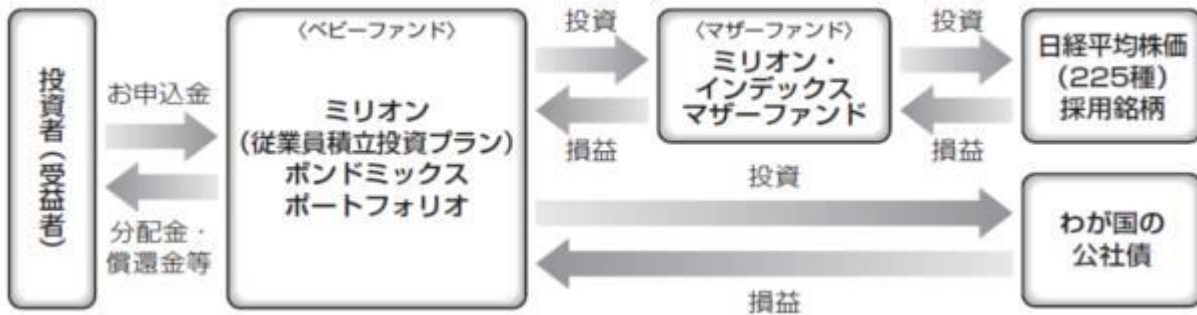 投資者(受益者)
お申込金
分配金・
償還金等
〈ベビーファンド〉
ミリオン
(従業員積立投資プラン)
ボンドミックス
ポートフォリオ
投資
損益
〈マザーファンド〉
ミリオン・
インデックス
マザーファンド
投資
損益
日経平均株価
(225種)
採用銘柄
投資
損益
わが国の
公社債